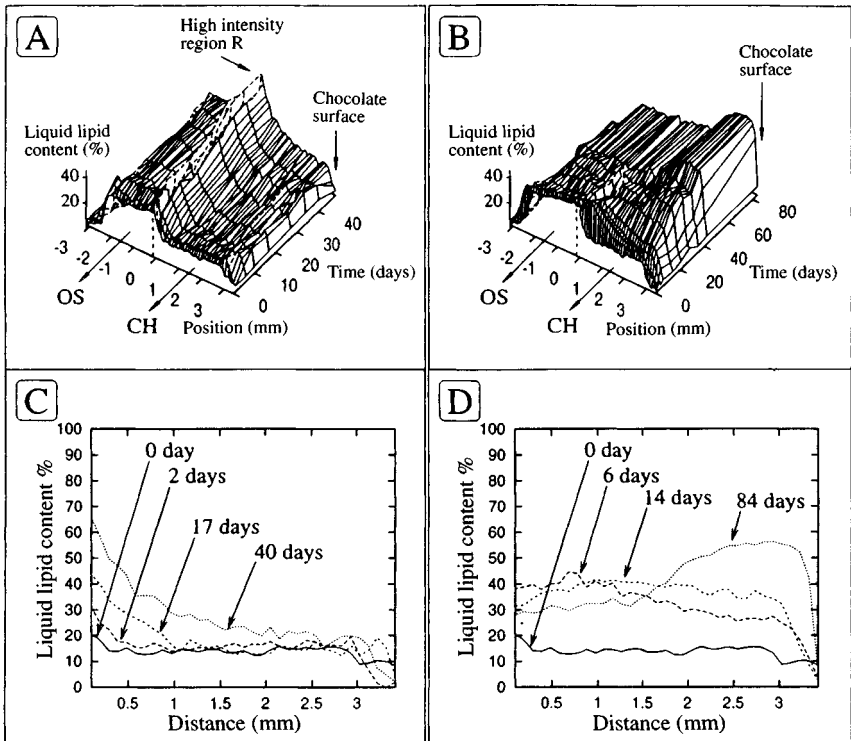 A
High intensity
region R
Chocolate
surface
Liquid lipid
content (%)
40
20
-3
-2
-1
0
1
2
3
0
10
20
30
40
Time (days)
OS
CH
Position (mm)
B
Chocolate
surface
Liquid lipid
content (%)
40
20
-3
-2
-1
0
1
2
3
0
20
40
60
80
Time (days)
OS
CH
Position (mm)
C
Liquid lipid content %
100
90
80
70
60
50
40
30
20
10
0
0 day
2 days
17 days
40 days
0.5 1 1.5 2 2.5 3
Distance (mm)
D
Liquid lipid content %
100
90
80
70
60
50
40
30
20
10
0
0 day
6 days
14 days
84 days
0.5 1 1.5 2 2.5 3
Distance (mm)